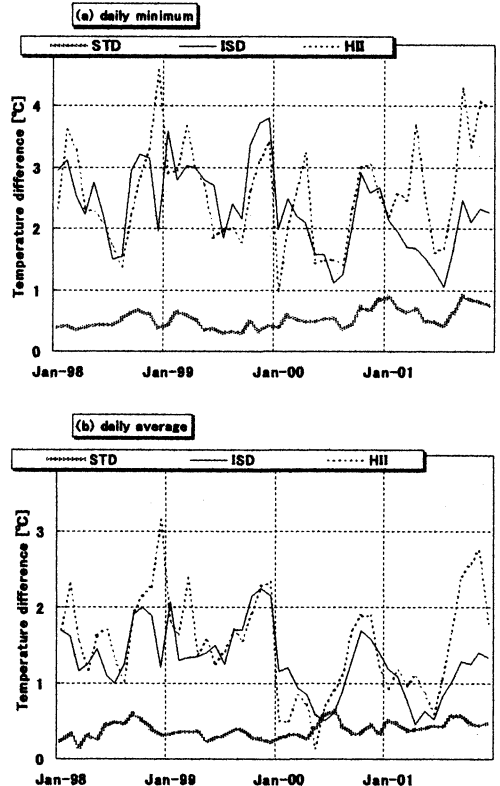 (a) daily minimum
STD ISD HII
Temperature difference [°C]
4
3
2
1
0
Jan-98 Jan-99 Jan-00 Jan-01
(b) daily average
STD ISD HII
Temperature difference [°C]
3
2
1
0
Jan-98 Jan-99 Jan-00 Jan-01